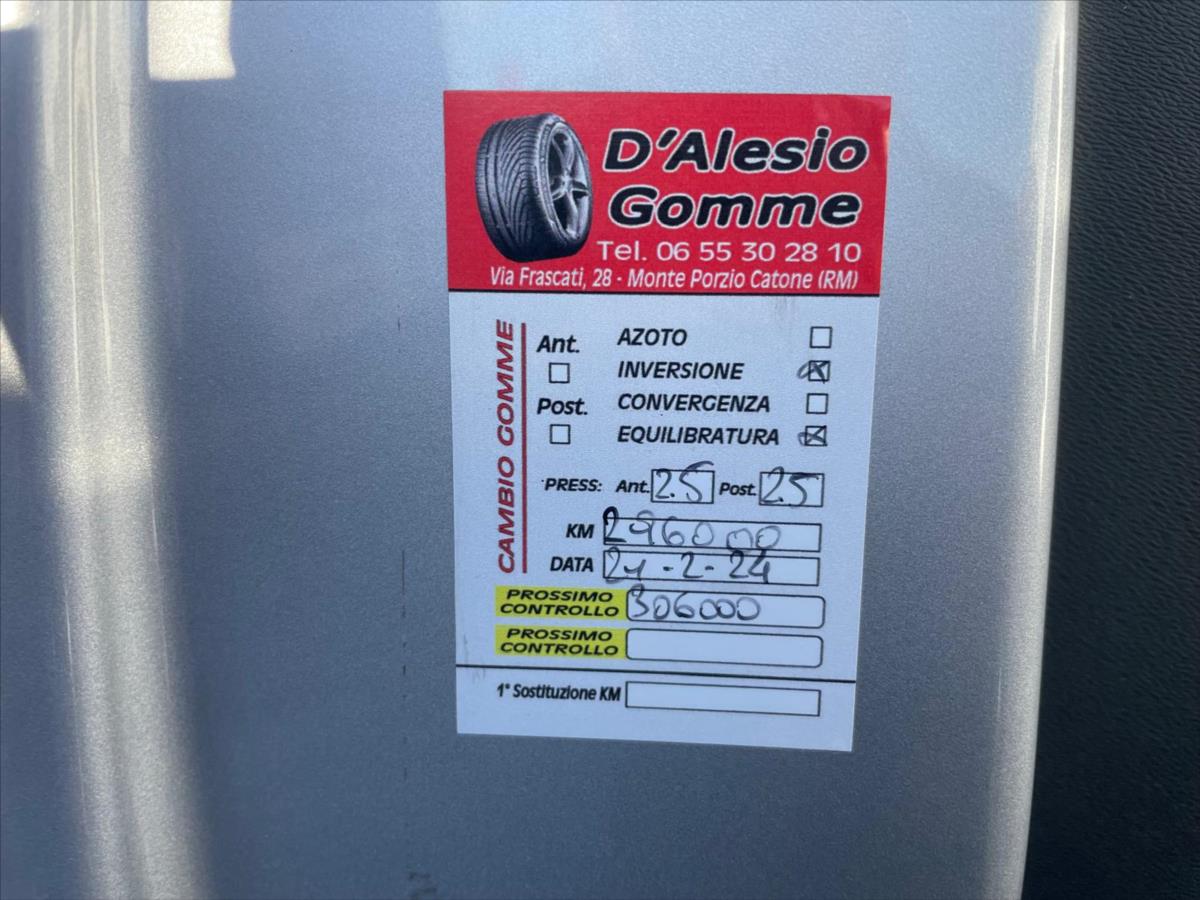 D'Alesio
Gomme
Tel. 06 55 30 28 10
Via Frascati, 28 - Monte Porzio Catone (RM)
CAMBIO GOMME
Ant.
Post.
AZOTO
INVERSIONE
CONVERGENZA
EQUILIBRATURA
PRESS: Ant. 2.5 Post. 2.5
KM 296000
DATA 21-2-24
PROSSIMO CONTROLLO 306000
PROSSIMO CONTROLLO
1° Sostituzione KM